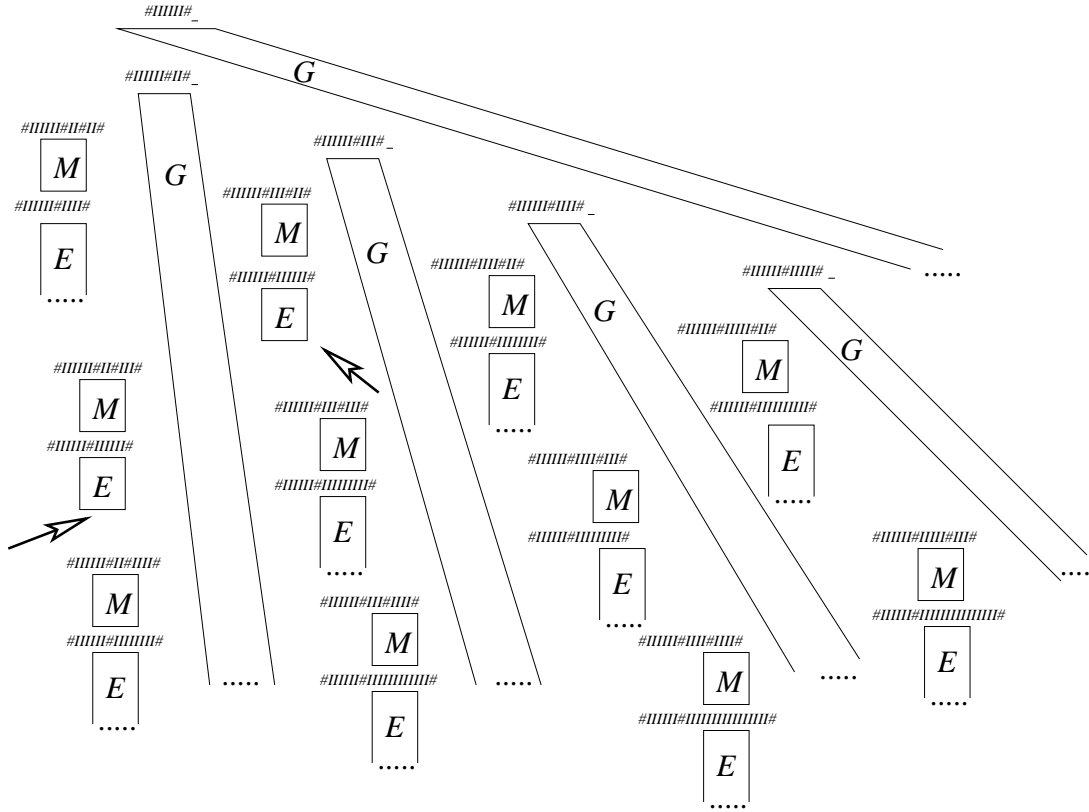 #IIIIII#_
G
#IIIIII#II#_
G
#IIIIII#II#II#
M
#IIIIII#IIII#
E
.....
#IIIIII#II#III#
M
#IIIIII#IIIIII#
E
#IIIIII#II#IIII#
M
#IIIIII#IIIIIIII#
E
.....
.....
#IIIIII#III#_
G
#IIIIII#III#II#
M
#IIIIII#IIIIII#
E
#IIIIII#III#III#
M
#IIIIII#IIIIIIIII#
E
.....
#IIIIII#III#IIII#
M
#IIIIII#IIIIIIIIIIII#
E
.....
.....
#IIIIII#IIII#_
G
#IIIIII#IIII#II#
M
#IIIIII#IIIIIIII#
E
.....
#IIIIII#IIII#III#
M
#IIIIII#IIIIIIIII#
E
.....
#IIIIII#IIII#IIII#
M
E
.....
.....
.....
#IIIIII#IIIII#_
G
#IIIIII#IIIII#II#
M
#IIIIII#IIIIIIIIII#
E
.....
#IIIIII#IIIII#III#
M
#IIIIII#IIIIIIIIIIIIIII#
E
.....
.....